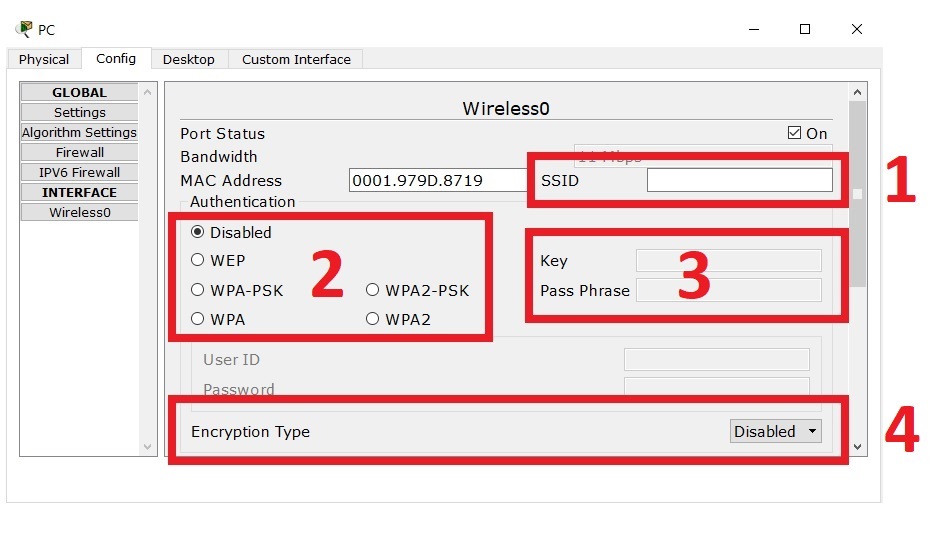 PC
Physical Config Desktop Custom Interface
GLOBAL
Settings
Algorithm Settings
Firewall
IPV6 Firewall
INTERFACE
Wireless0
Wireless0
Port Status On
Bandwidth 11 Mbps
MAC Address 0001.979D.8719 SSID
1
Authentication
Disabled
WEP Key
2 3
WPA-PSK WPA2-PSK Pass Phrase
WPA WPA2
User ID
Password
Encryption Type Disabled
4